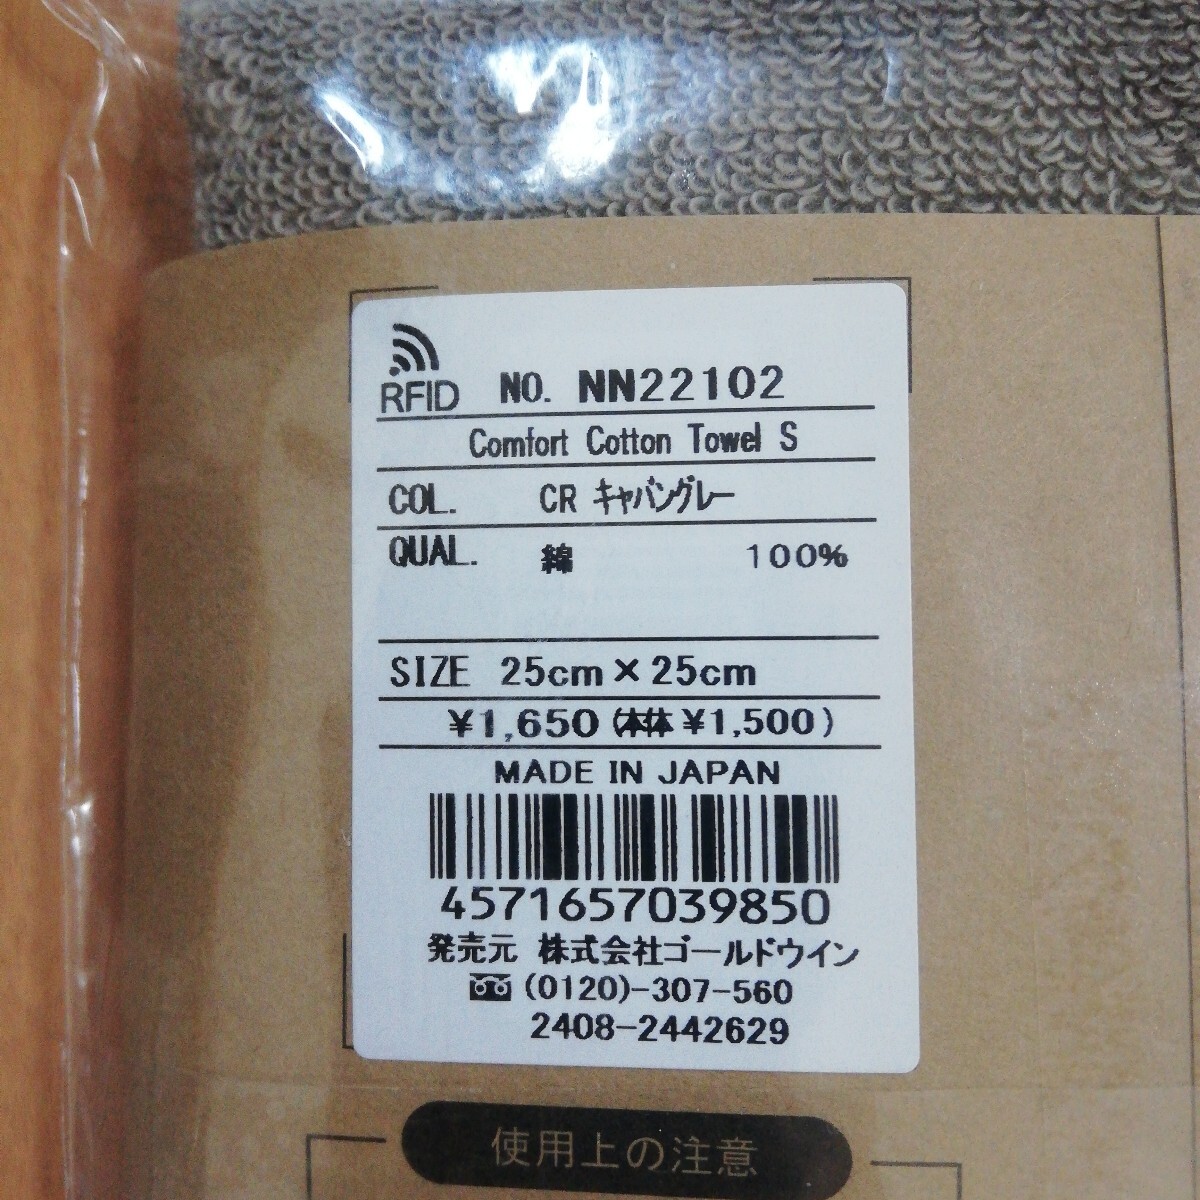 RFID NO. NN22102
Comfort Cotton Towel S
COL. CR キャバングレー
QUAL. 綿 100%
SIZE 25cm×25cm
¥1,650(本体¥1,500)
MADE IN JAPAN
4571657039850
発売元 株式会社ゴールドウイン
(0120)-307-560
2408-2442629
使用上の注意